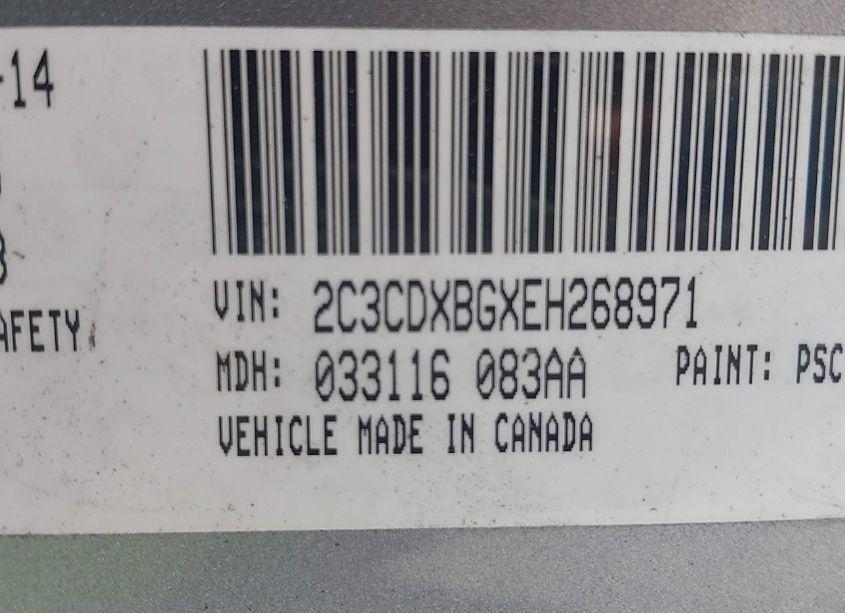 -14
AFETY.
VIN: 2C3CDXBGXEH268971
MDH: 033116 083AA PAINT: PSC
VEHICLE MADE IN CANADA